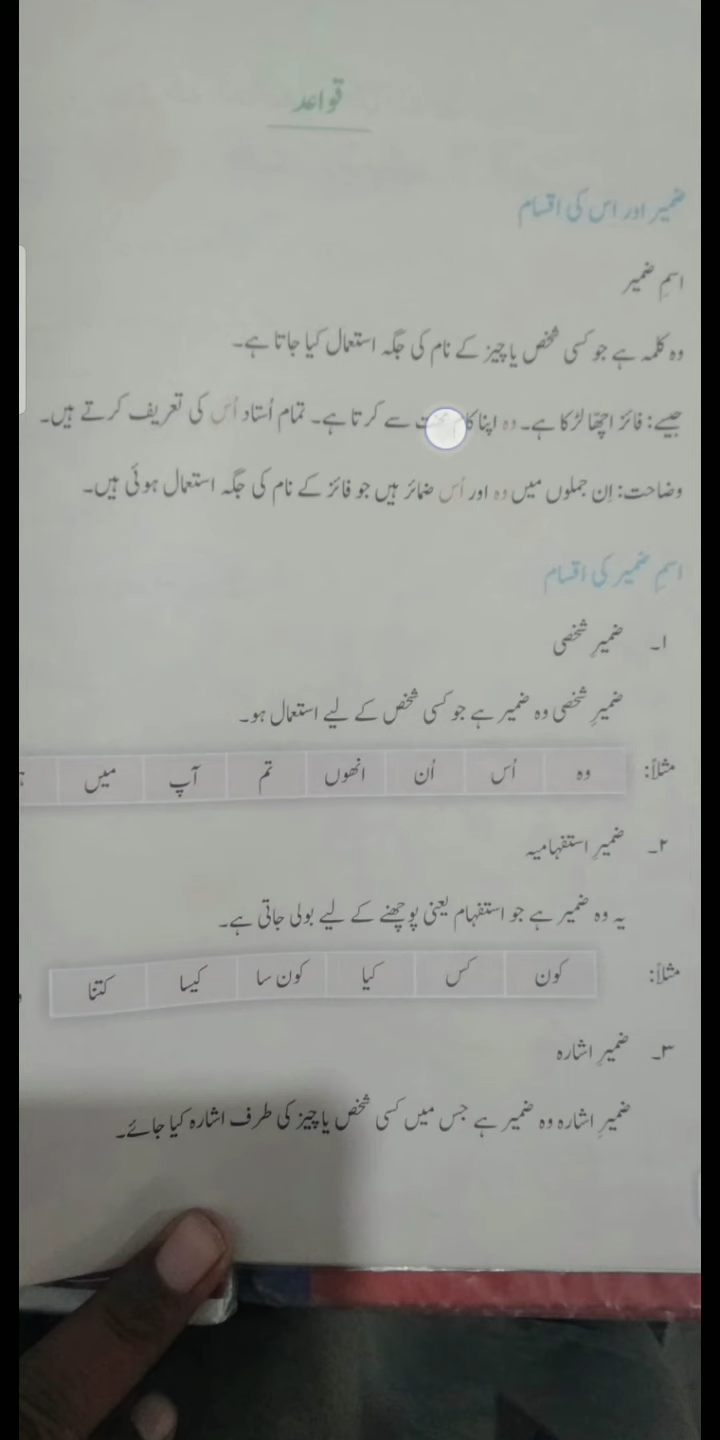 قواعد
ضمیر اور اس کی اقسام
اسمِ ضمیر
وہ کلمہ ہے جو کسی شخص یا چیز کے نام کی جگہ استعمال کیا جاتا ہے۔
جیسے: فائز اچھّا لڑکا ہے۔ وہ اپنا سے کرتا ہے۔ تمام اُستاد اُس کی تعریف کرتے ہیں۔
وضاحت: اِن جملوں میں وہ اور اُس ضمائر ہیں جو فائز کے نام کی جگہ استعمال ہوئی ہیں۔
اسمِ ضمیر کی اقسام
۱۔ ضمیرِ شخصی
ضمیرِ شخصی وہ ضمیر ہے جو کسی شخص کے لیے استعمال ہو۔
مثلاً: وہ اُس اُن انھوں تم آپ میں
۲۔ ضمیرِ استفہامیہ
یہ وہ ضمیر ہے جو استفہام یعنی پوچھنے کے لیے بولی جاتی ہے۔
مثلاً: کون کس کیا کون سا کیسا کتنا
۳۔ ضمیرِ اشارہ
ضمیرِ اشارہ وہ ضمیر ہے جس میں کسی شخص یا چیز کی طرف اشارہ کیا جائے۔